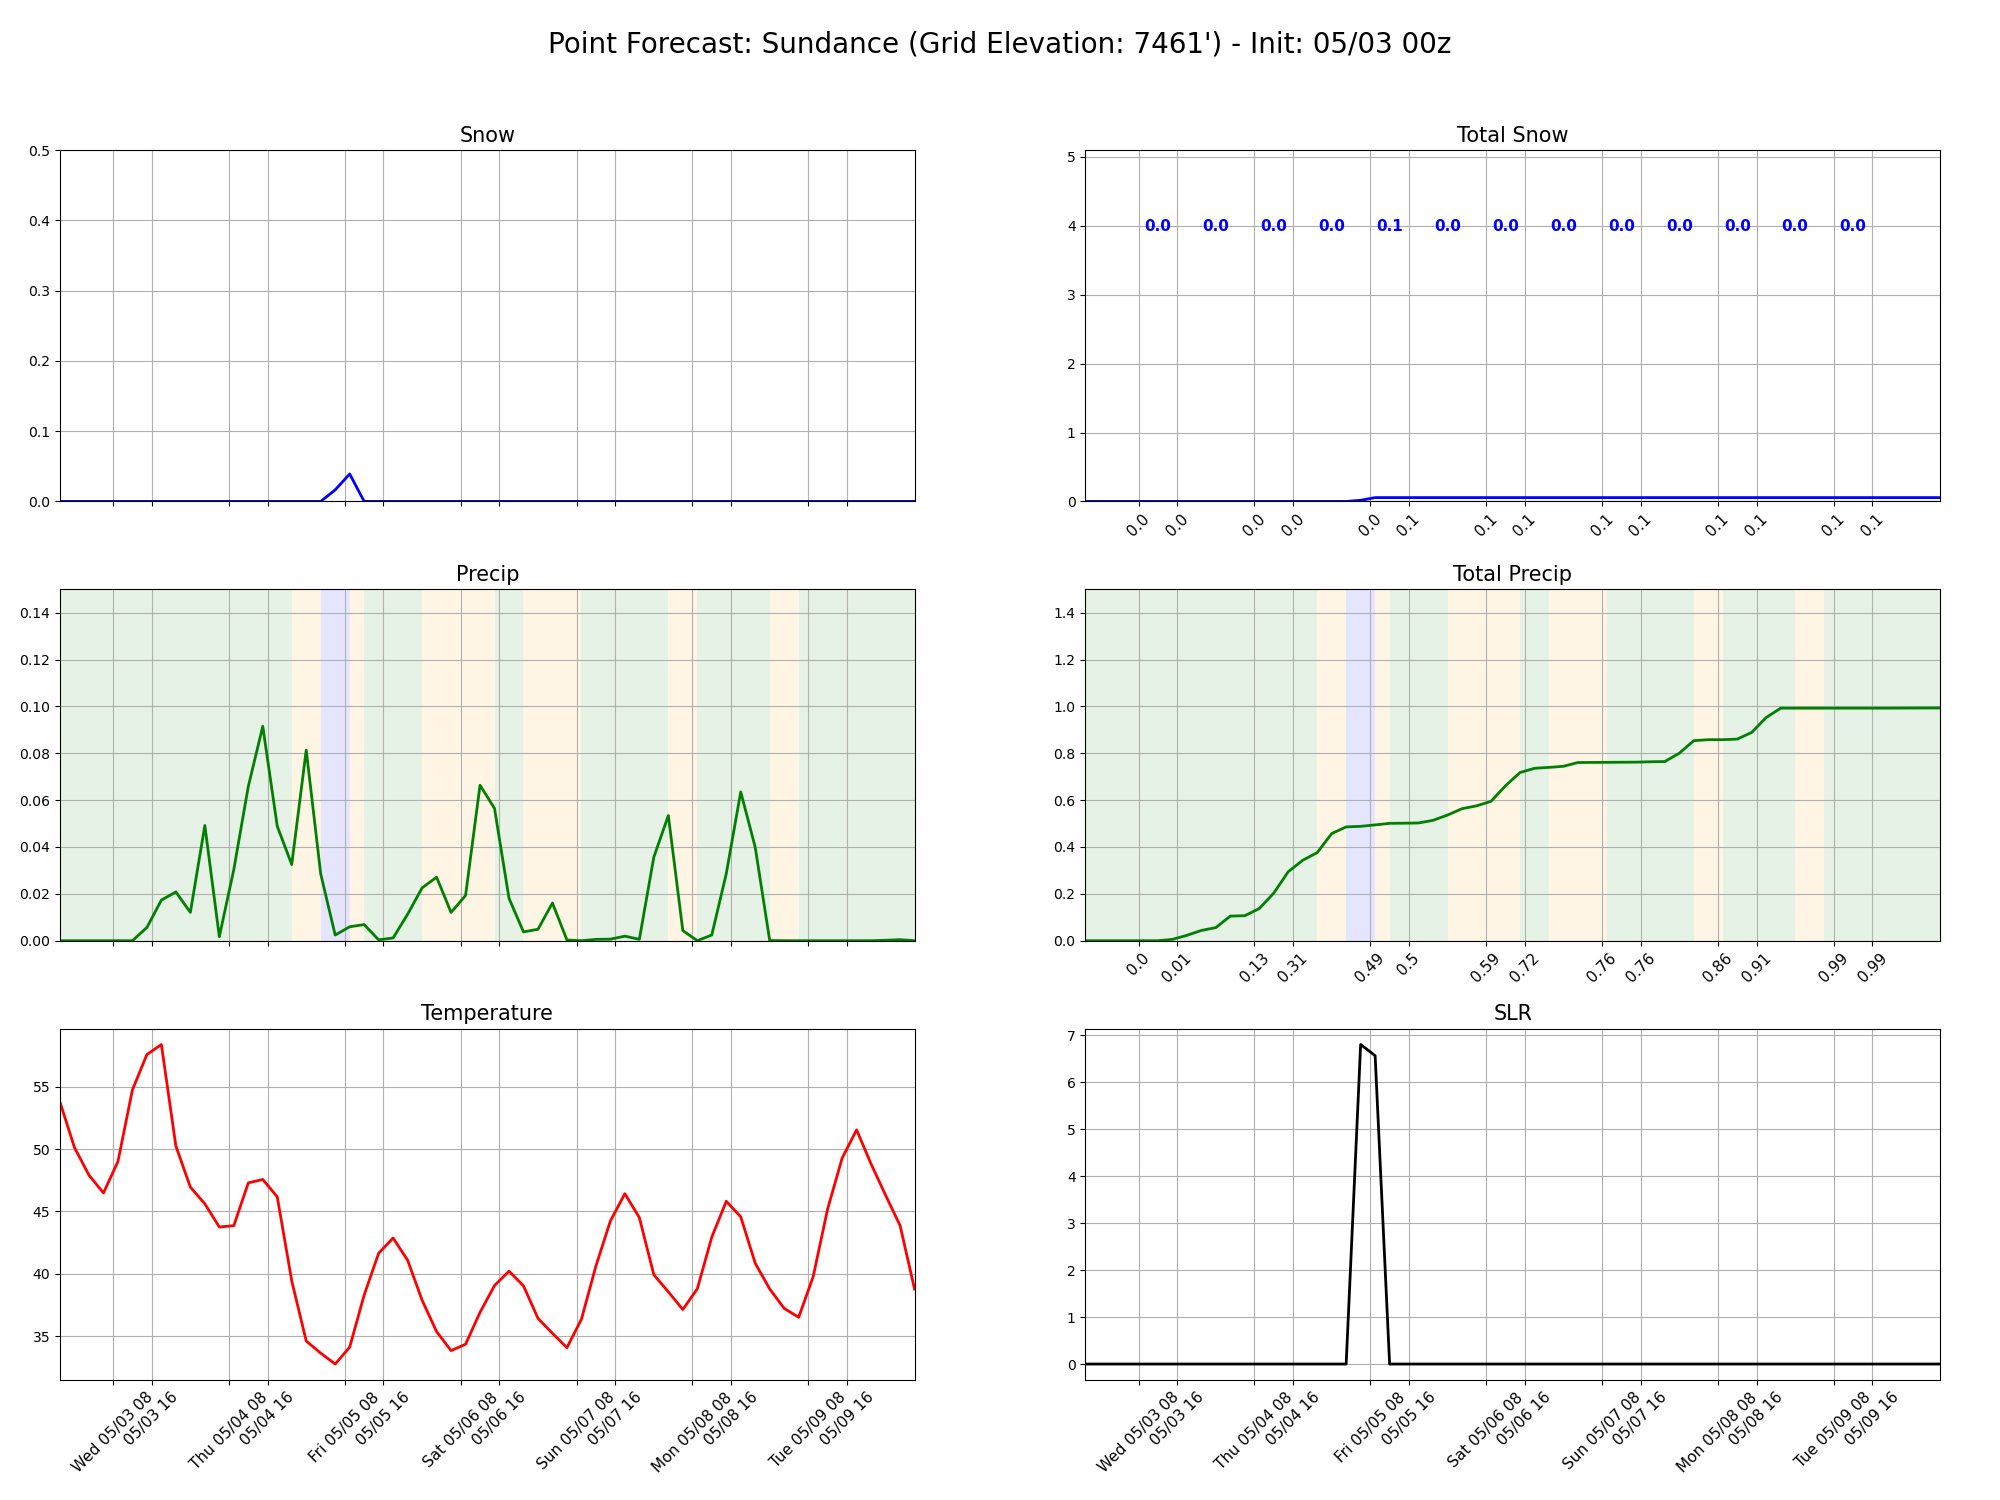 Point Forecast: Sundance (Grid Elevation: 7461') - Init: 05/03 00z
Snow
0.5
0.4
0.3
0.2
0.1
0.0
Total Snow
5
4
3
2
1
0
0.0 0.0 0.0 0.0 0.1 0.0 0.0 0.0 0.0 0.0 0.0 0.0 0.0
0.0 0.0 0.0 0.0 0.0 0.1 0.1 0.1 0.1 0.1 0.1 0.1 0.1 0.1
Precip
0.14
0.12
0.10
0.08
0.06
0.04
0.02
0.00
Total Precip
1.4
1.2
1.0
0.8
0.6
0.4
0.2
0.0
0.0 0.01 0.13 0.31 0.49 0.5 0.59 0.72 0.76 0.76 0.86 0.91 0.99 0.99
Temperature
55
50
45
40
35
Wed 05/03 08
05/03 16
Thu 05/04 08
05/04 16
Fri 05/05 08
05/05 16
Sat 05/06 08
05/06 16
Sun 05/07 08
05/07 16
Mon 05/08 08
05/08 16
Tue 05/09 08
05/09 16
SLR
7
6
5
4
3
2
1
0
Wed 05/03 08
05/03 16
Thu 05/04 08
05/04 16
Fri 05/05 08
05/05 16
Sat 05/06 08
05/06 16
Sun 05/07 08
05/07 16
Mon 05/08 08
05/08 16
Tue 05/09 08
05/09 16